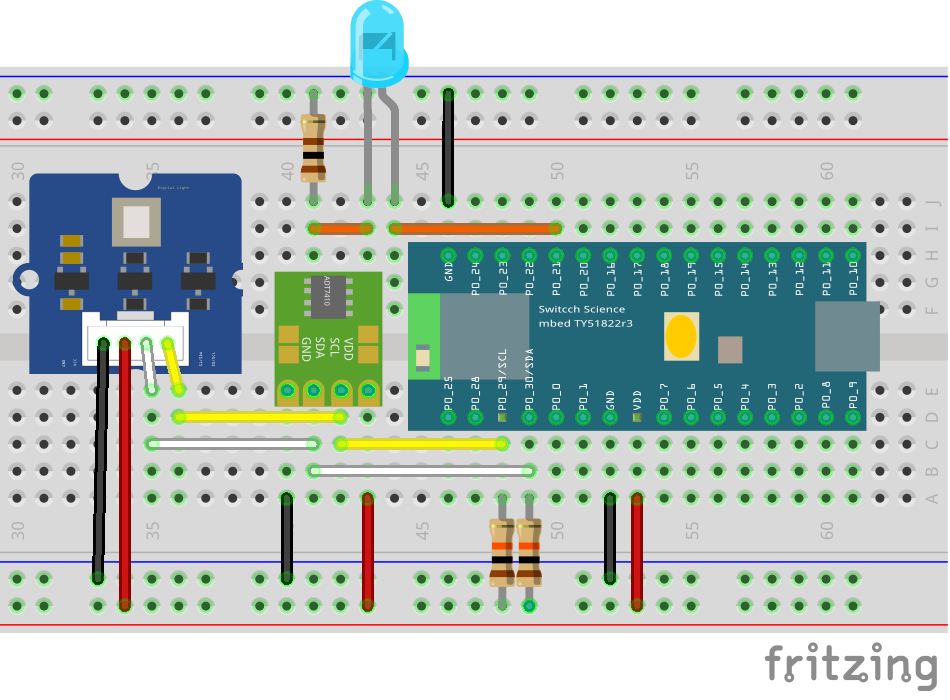 30
35
40
45
50
55
60
J
I
H
G
F
Digital Light
ADT7410
GND
SDA
SCL
VDD
GND
P0_24
P0_23
P0_22
P0_21
P0_20
P0_16
P0_17
P0_18
P0_19
P0_15
P0_14
P0_13
P0_12
P0_11
P0_10
Switcch Science
mbed TY51822r3
P0_25
P0_28
P0_29/SCL
P0_30/SDA
P0_0
P0_1
GND
VDD
P0_7
P0_6
P0_5
P0_4
P0_3
P0_2
P0_8
P0_9
E
D
C
B
A
30
35
45
50
55
60
fritzing